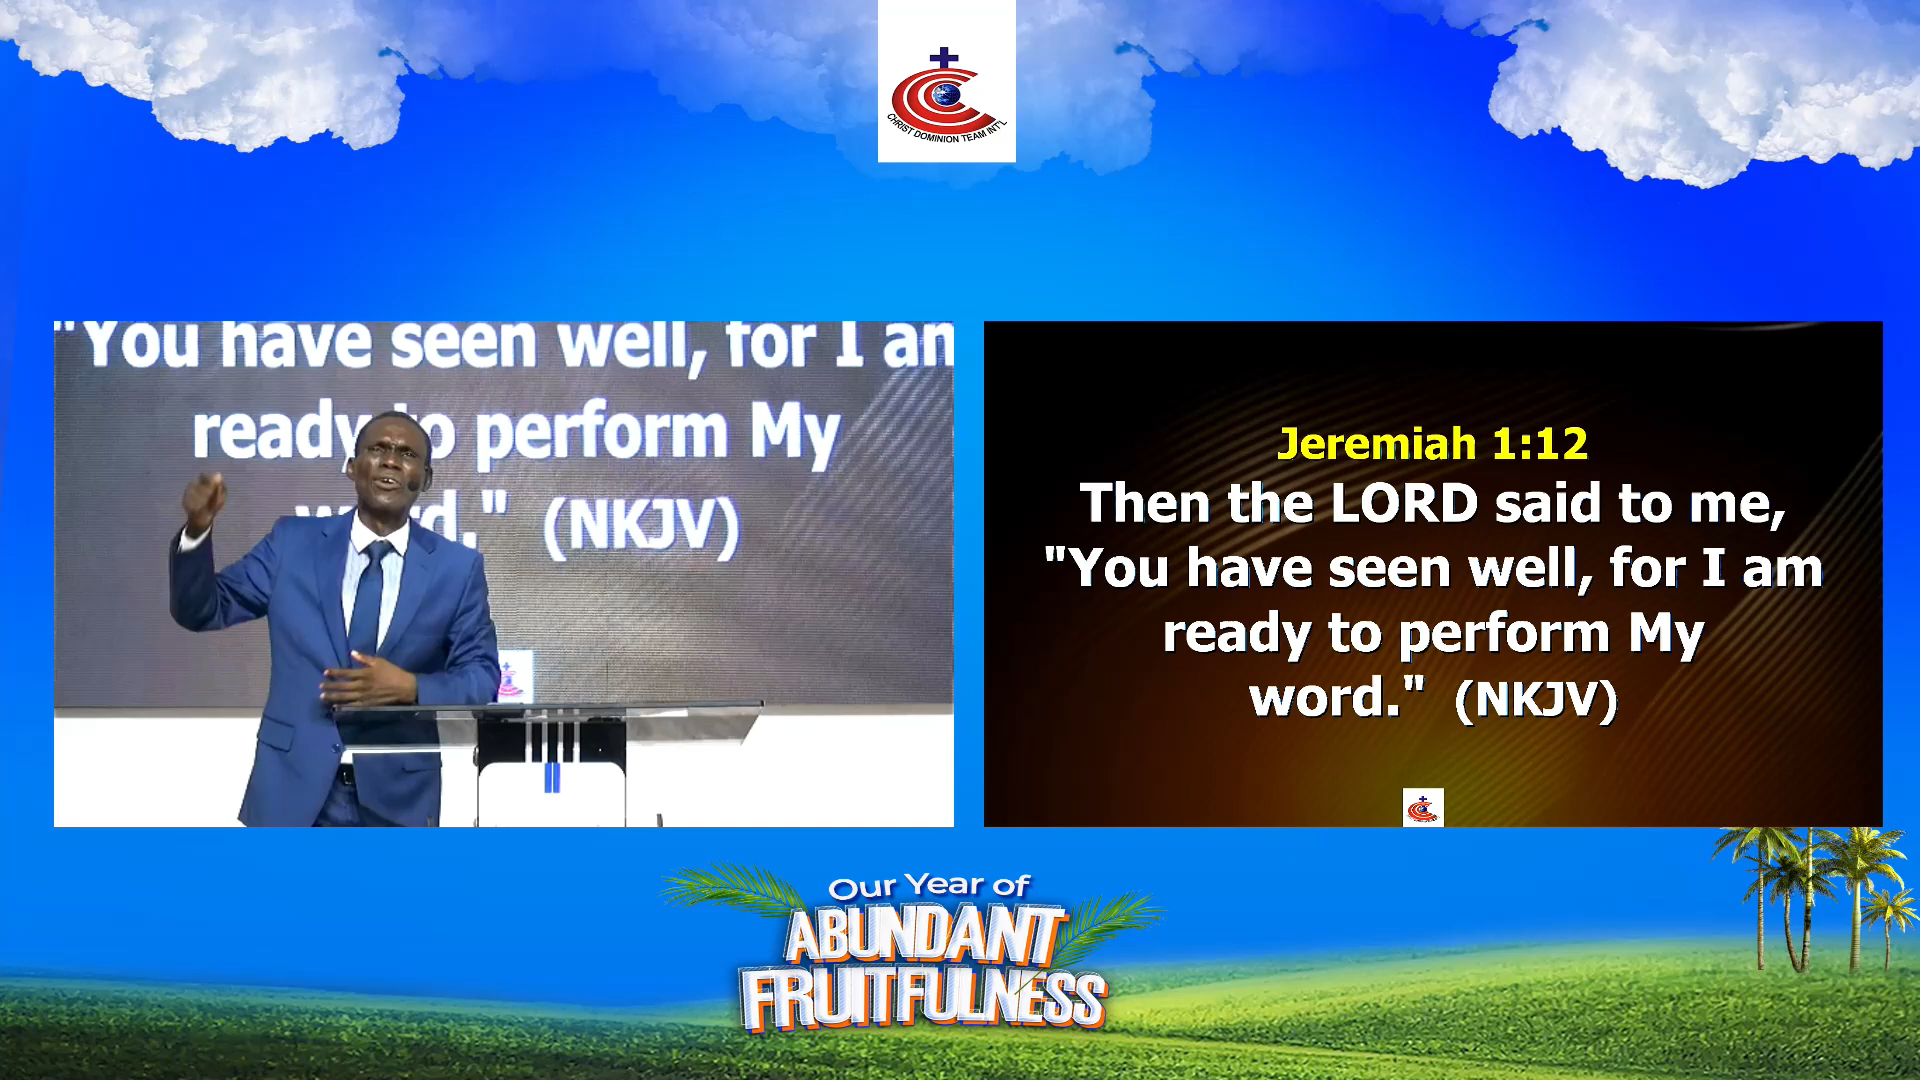 CHRIST DOMINION TEAM INT'L
"You have seen well, for I am
ready to perform My
word." (NKJV)
Jeremiah 1:12
Then the LORD said to me,
"You have seen well, for I am
ready to perform My
word." (NKJV)
Our Year of
ABUNDANT
FRUITFULNESS